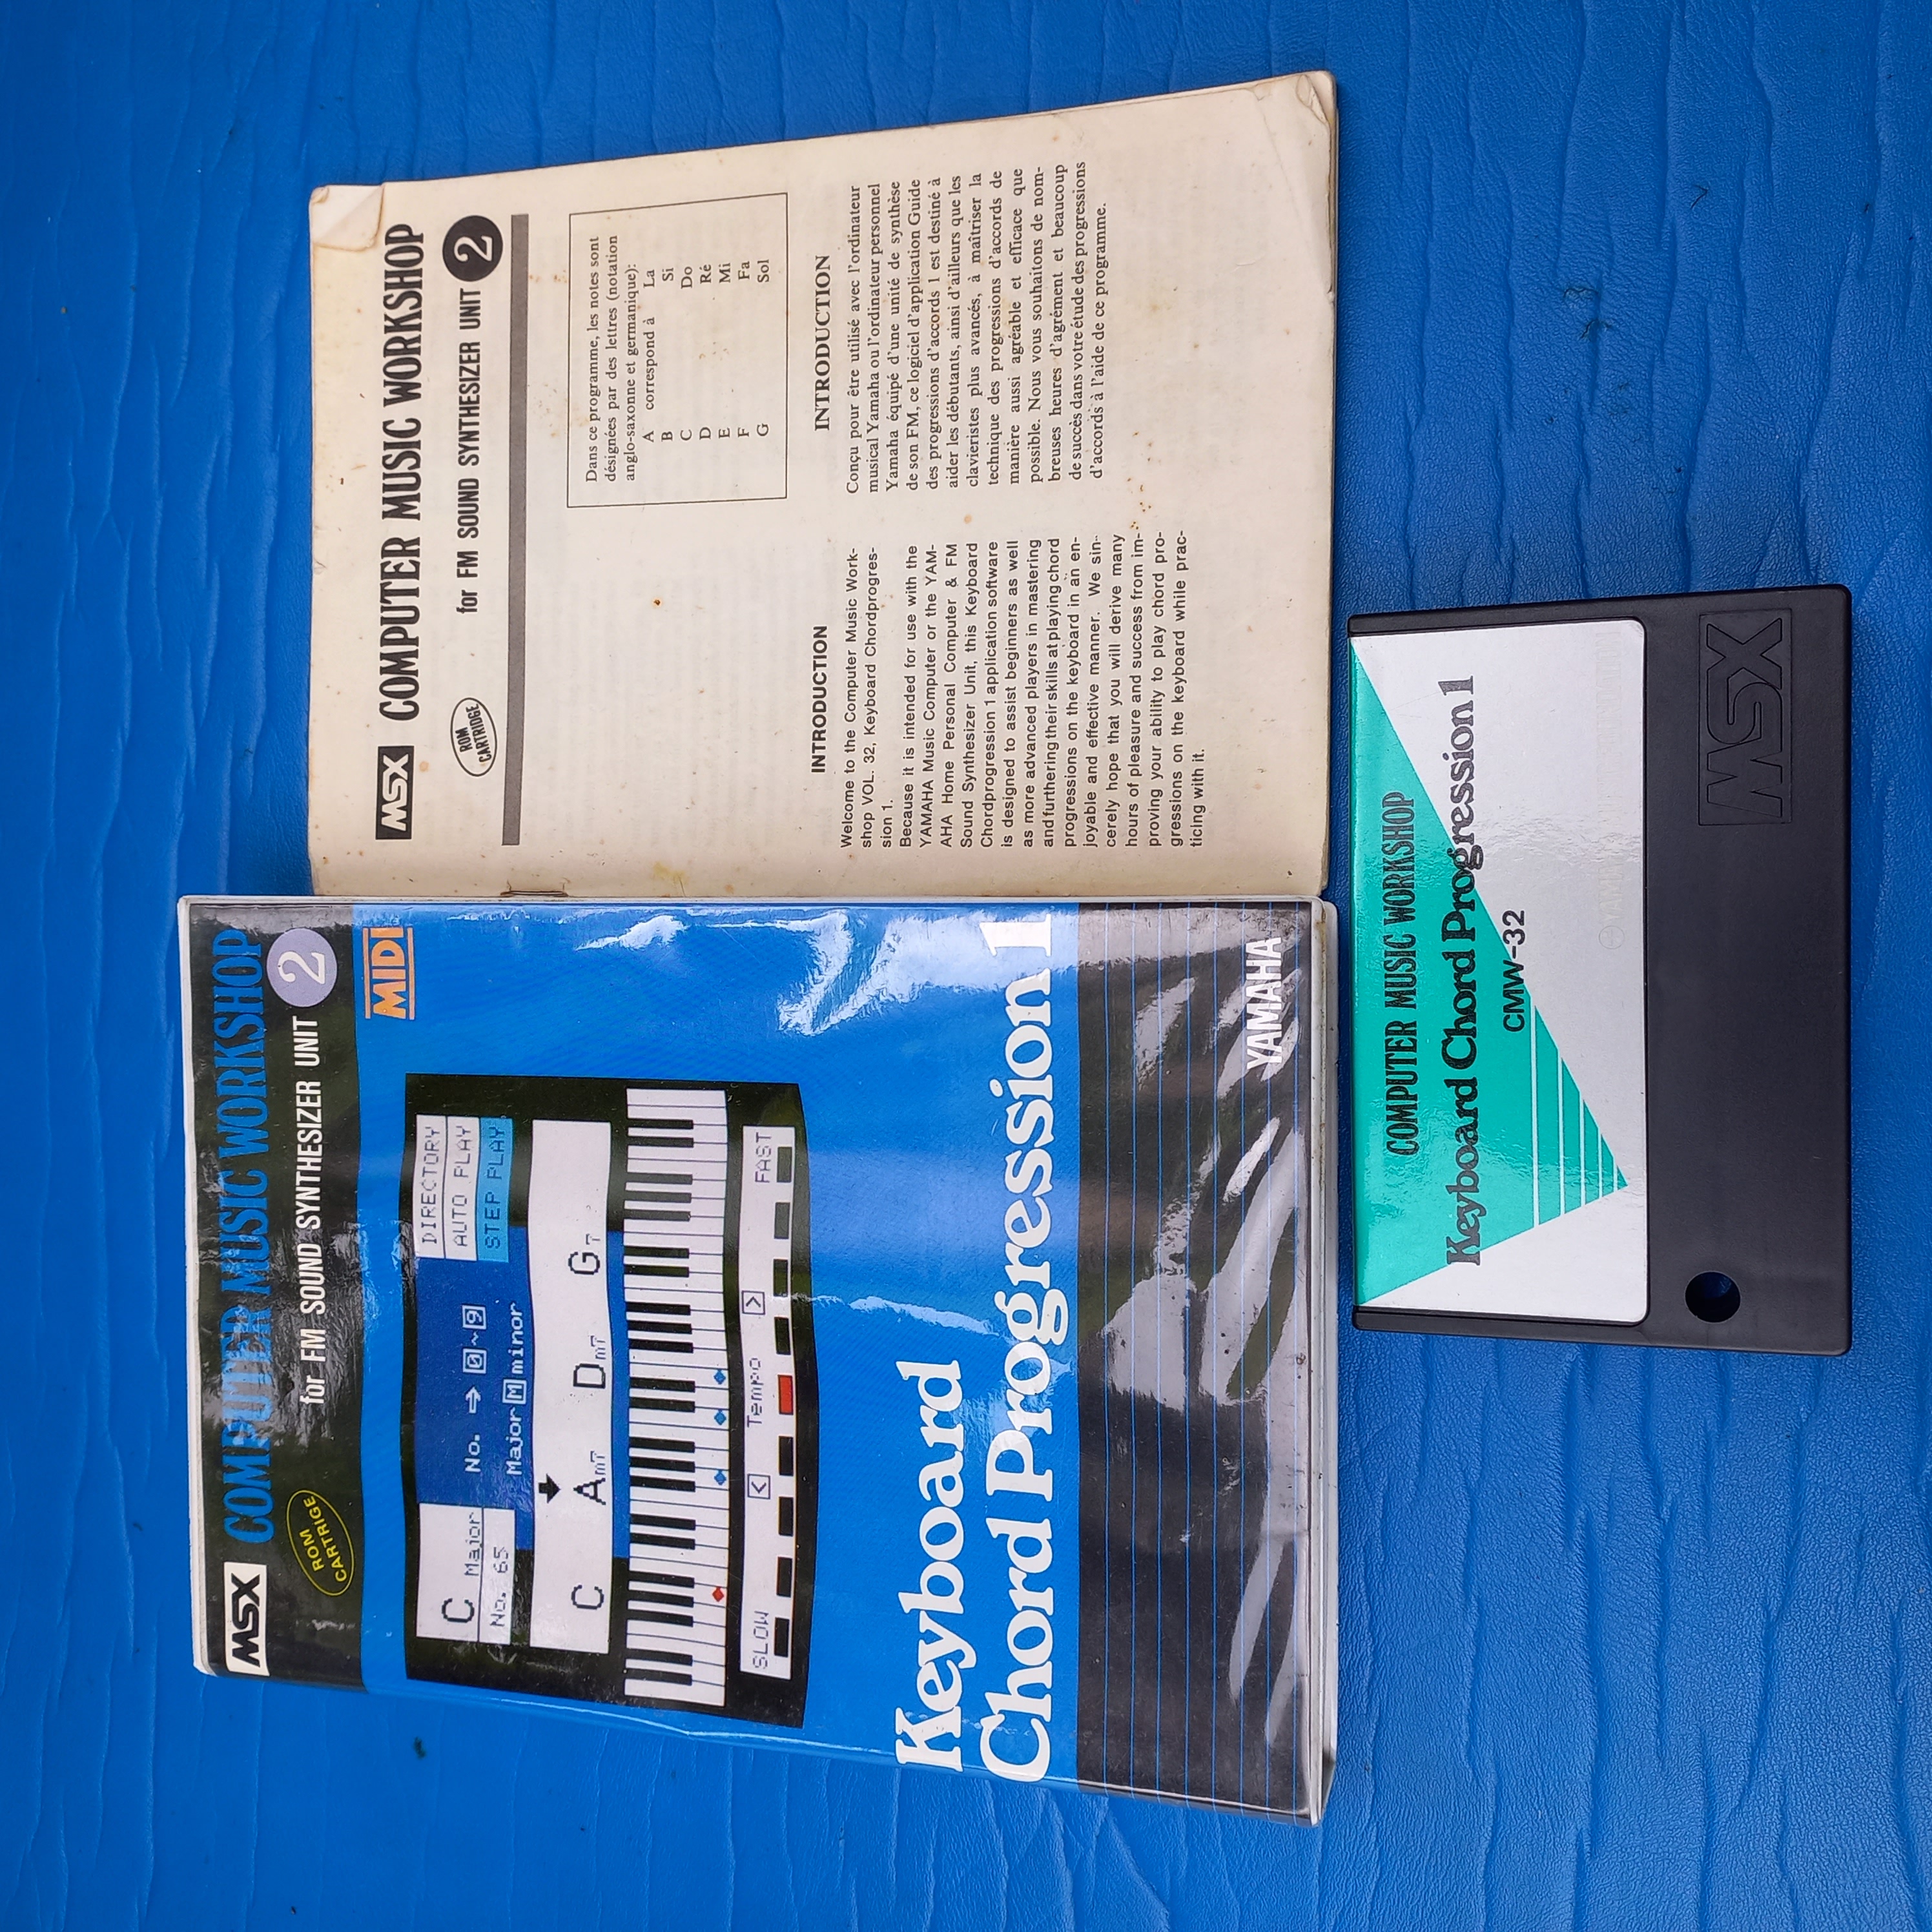 MSX COMPUTER MUSIC WORKSHOP
ROM CARTRIGE
for FM SOUND SYNTHESIZER UNIT 2
MIDI
C Major
No. 65
No. → 0~9
Major M minor
DIRECTORY
AUTO PLAY
STEP PLAY
C Am7 Dm7 G7
SLOW < Tempo > FAST
Keyboard
Chord Progression 1
YAMAHA
MSX COMPUTER MUSIC WORKSHOP
ROM CARTRIDGE
for FM SOUND SYNTHESIZER UNIT 2
INTRODUCTION
Welcome to the Computer Music Work-
shop VOL. 32, Keyboard Chordprogres-
sion 1.
Because it is intended for use with the
YAMAHA Music Computer or the YAM-
AHA Home Personal Computer & FM
Sound Synthesizer Unit, this Keyboard
Chordprogression 1 application software
is designed to assist beginners as well
as more advanced players in mastering
and furthering their skills at playing chord
progressions on the keyboard in an en-
joyable and effective manner. We sin-
cerely hope that you will derive many
hours of pleasure and success from im-
proving your ability to play chord pro-
gressions on the keyboard while prac-
ticing with it.
Dans ce programme, les notes sont
désignées par des lettres (notation
anglo-saxonne et germanique):
A correspond à La
B Si
C Do
D Ré
E Mi
F Fa
G Sol
INTRODUCTION
Conçu pour être utilisé avec l'ordinateur
musical Yamaha ou l'ordinateur personnel
Yamaha équipé d'une unité de synthèse
de son FM, ce logiciel d'application Guide
des progressions d'accords 1 est destiné à
aider les débutants, ainsi d'ailleurs que les
clavieristes plus avancés, à maîtriser la
technique des progressions d'accords de
manière aussi agréable et efficace que
possible. Nous vous souhaitons de nom-
breuses heures d'agrément et beaucoup
de succès dans votre étude des progressions
d'accords à l'aide de ce programme.
COMPUTER MUSIC WORKSHOP
Keyboard Chord Progression 1
CMW-32
MSX